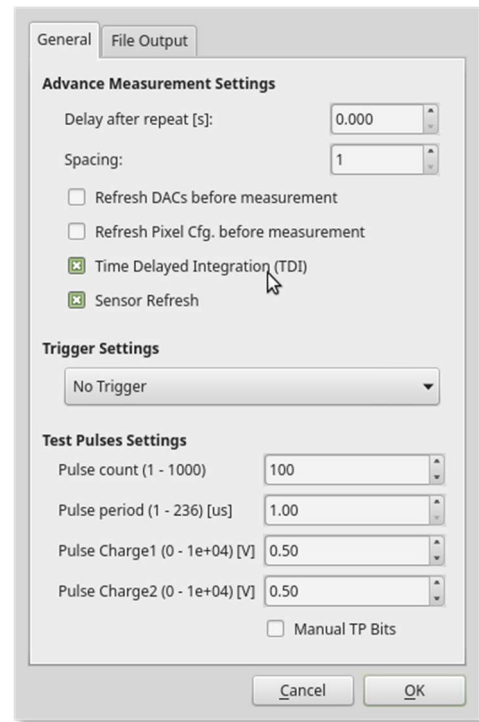 General File Output
Advance Measurement Settings
Delay after repeat [s]: 0.000
Spacing: 1
Refresh DACs before measurement
Refresh Pixel Cfg. before measurement
Time Delayed Integration (TDI)
Sensor Refresh
Trigger Settings
No Trigger
Test Pulses Settings
Pulse count (1 - 1000) 100
Pulse period (1 - 236) [us] 1.00
Pulse Charge1 (0 - 1e+04) [V] 0.50
Pulse Charge2 (0 - 1e+04) [V] 0.50
Manual TP Bits
Cancel OK